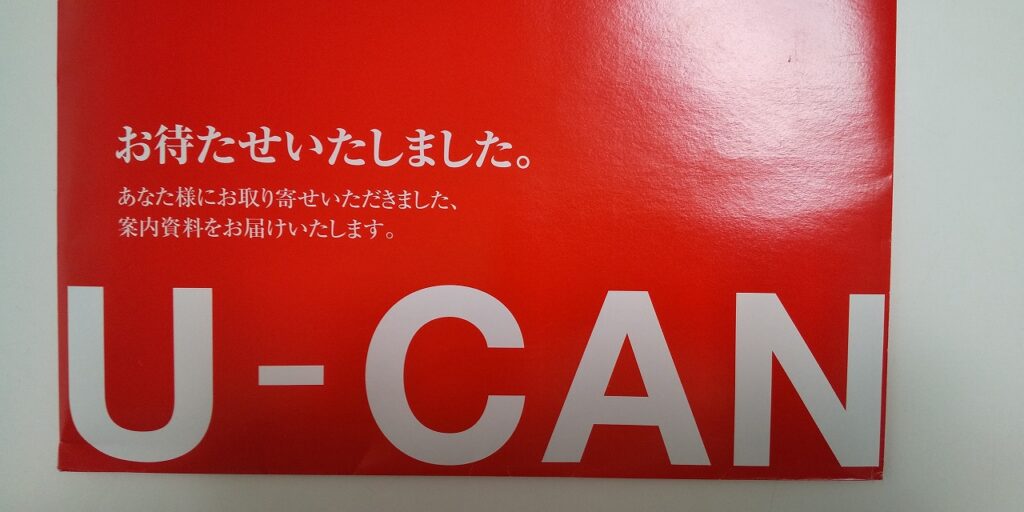 お待たせいたしました。
あなた様にお取り寄せいただきました、
案内資料をお届けいたします。
U-CAN